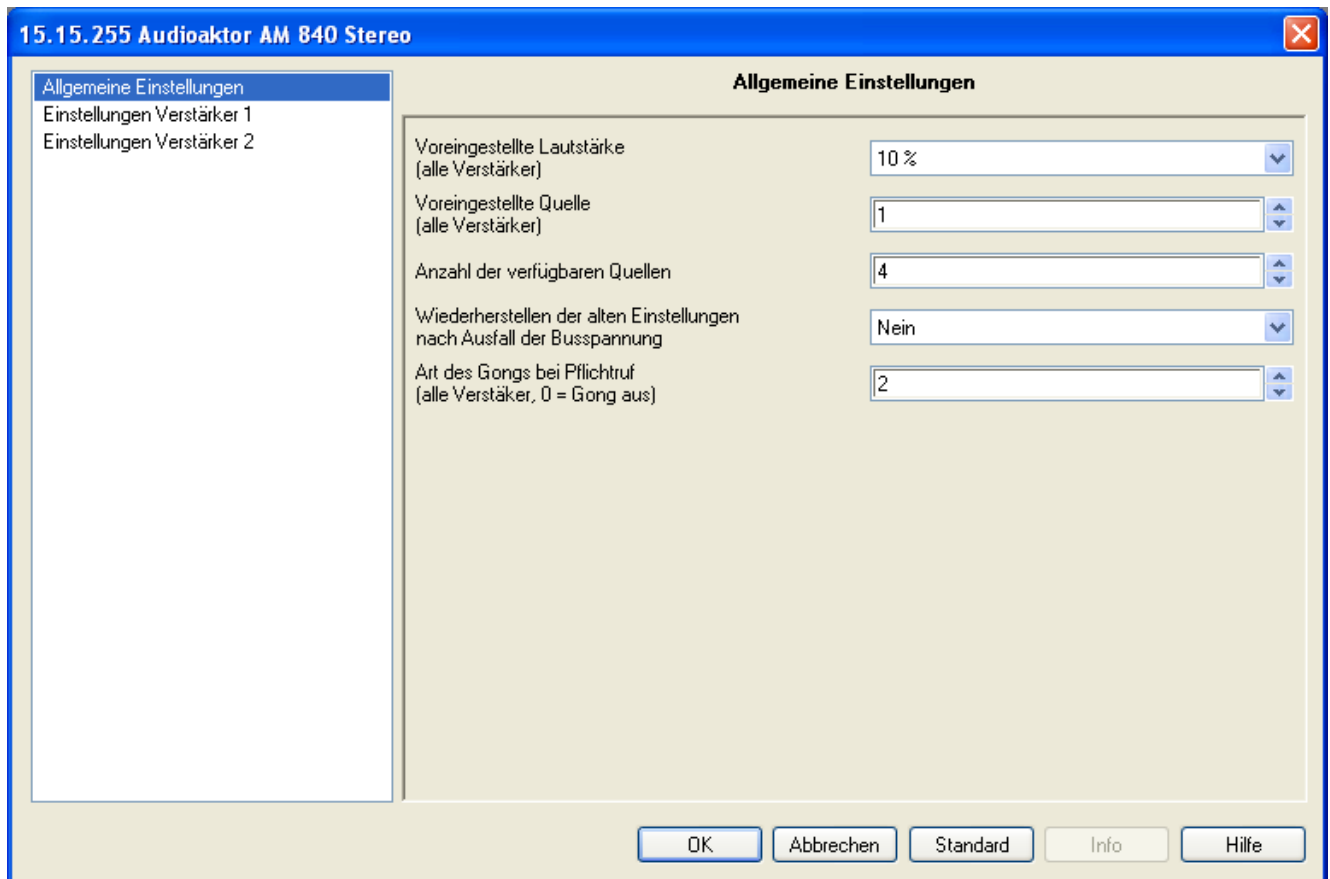 15.15.255 Audioaktor AM 840 Stereo
Allgemeine Einstellungen
Einstellungen Verstärker 1
Einstellungen Verstärker 2
Allgemeine Einstellungen
Voreingestellte Lautstärke
(alle Verstärker)
10 %
Voreingestellte Quelle
(alle Verstärker)
1
Anzahl der verfügbaren Quellen
4
Wiederherstellen der alten Einstellungen
nach Ausfall der Busspannung
Nein
Art des Gongs bei Pflichtruf
(alle Verstäker, 0 = Gong aus)
2
OK
Abbrechen
Standard
Info
Hilfe